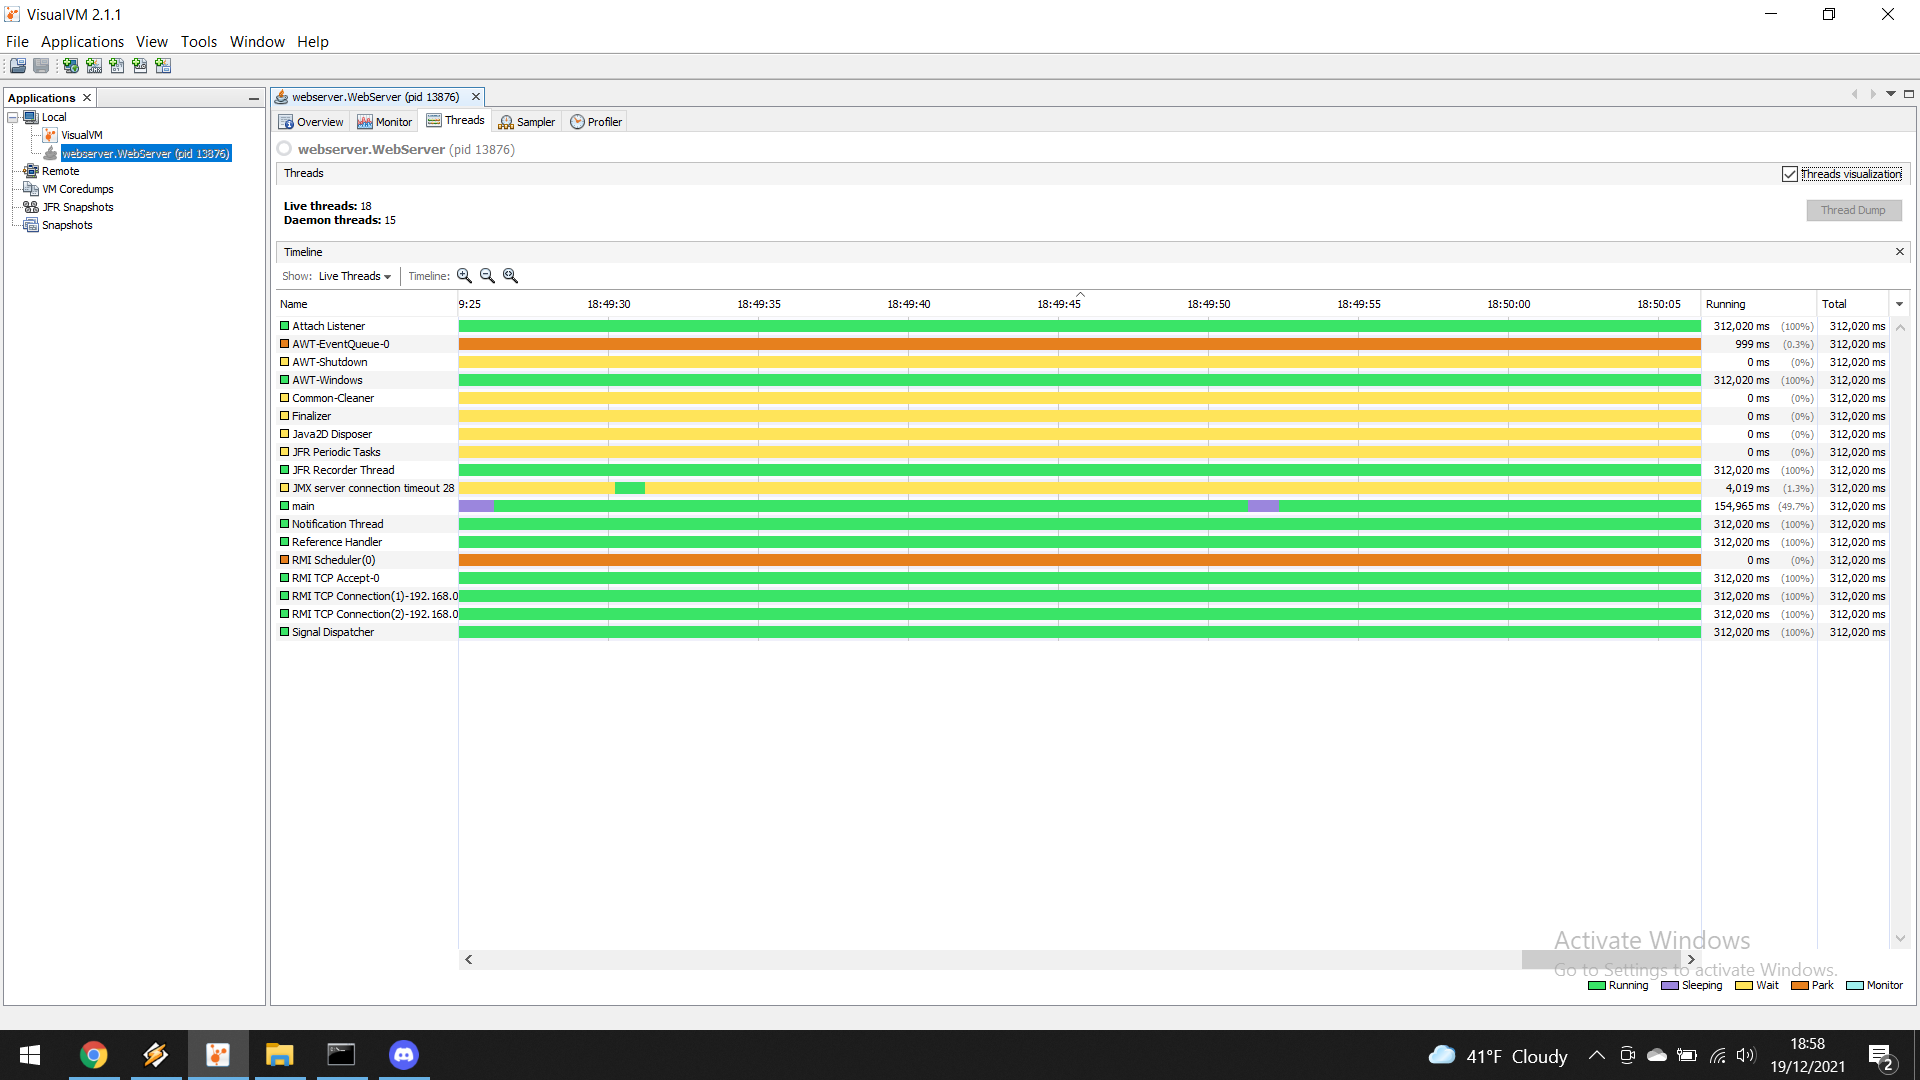 VisualVM 2.1.1
File Applications View Tools Window Help
Applications
Local
VisualVM
webserver.WebServer (pid 13876)
Remote
VM Coredumps
JFR Snapshots
Snapshots
webserver.WebServer (pid 13876)
Overview Monitor Threads Sampler Profiler
webserver.WebServer (pid 13876)
Threads Threads visualization
Live threads: 18
Daemon threads: 15
Thread Dump
Timeline
Show: Live Threads Timeline:
Name 9:25 18:49:30 18:49:35 18:49:40 18:49:45 18:49:50 18:49:55 18:50:00 18:50:05 Running Total
Attach Listener 312,020 ms (100%) 312,020 ms
AWT-EventQueue-0 999 ms (0.3%) 312,020 ms
AWT-Shutdown 0 ms (0%) 312,020 ms
AWT-Windows 312,020 ms (100%) 312,020 ms
Common-Cleaner 0 ms (0%) 312,020 ms
Finalizer 0 ms (0%) 312,020 ms
Java2D Disposer 0 ms (0%) 312,020 ms
JFR Periodic Tasks 0 ms (0%) 312,020 ms
JFR Recorder Thread 312,020 ms (100%) 312,020 ms
JMX server connection timeout 28 4,019 ms (1.3%) 312,020 ms
main 154,965 ms (49.7%) 312,020 ms
Notification Thread 312,020 ms (100%) 312,020 ms
Reference Handler 312,020 ms (100%) 312,020 ms
RMI Scheduler(0) 0 ms (0%) 312,020 ms
RMI TCP Accept-0 312,020 ms (100%) 312,020 ms
RMI TCP Connection(1)-192.168.0 312,020 ms (100%) 312,020 ms
RMI TCP Connection(2)-192.168.0 312,020 ms (100%) 312,020 ms
Signal Dispatcher 312,020 ms (100%) 312,020 ms
Activate Windows
Go to Settings to activate Windows.
Running Sleeping Wait Park Monitor
41°F Cloudy
18:58
19/12/2021
2